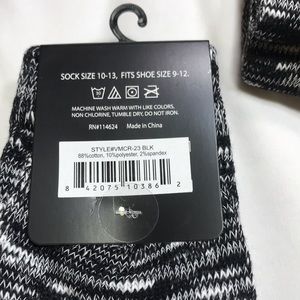 SOCK SIZE 10-13, FITS SHOE SIZE 9-12.
MACHINE WASH WARM WITH LIKE COLORS,
NON CHLORINE, TUMBLE DRY, DO NOT IRON.
RN#114624 Made in China
STYLE#VMCR-23 BLK
88%cotton, 10%polyester, 2%spandex
8 42075 10386 2